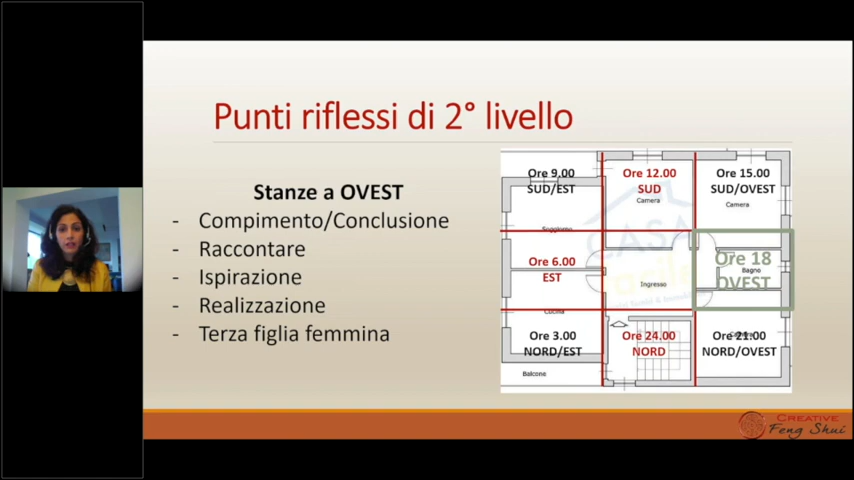 Punti riflessi di 2° livello
Stanze a OVEST
- Compimento/Conclusione
- Raccontare
- Ispirazione
- Realizzazione
- Terza figlia femmina
Ore 9.00
SUD/EST
Ore 12.00
SUD
Camera
Ore 15.00
SUD/OVEST
Camera
Soggiorno
CASA
Ore 6.00
EST
Ingresso
Ore 18
Bagno
OVEST
Cucina
Ore 3.00
NORD/EST
Ore 24.00
NORD
Ore 21.00
NORD/OVEST
Balcone
CREATIVE
Feng Shui